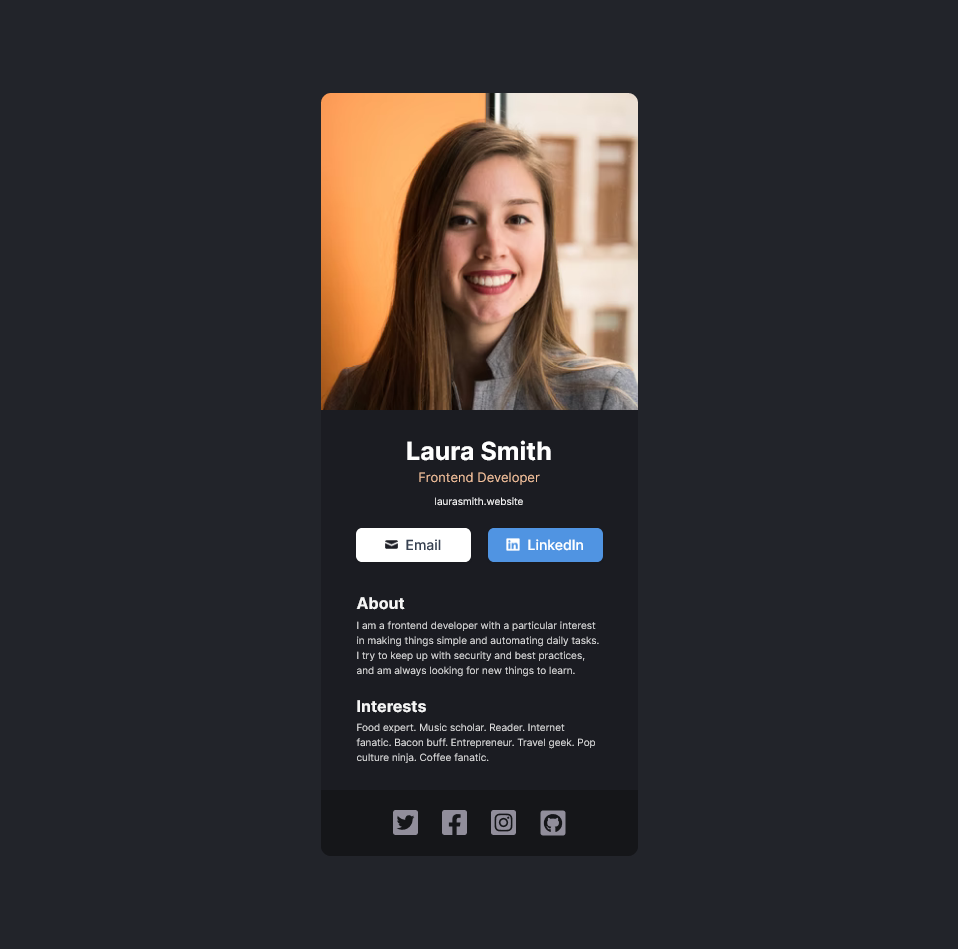 Laura Smith
Frontend Developer
laurasmith.website
Email
LinkedIn
About
I am a frontend developer with a particular interest
in making things simple and automating daily tasks.
I try to keep up with security and best practices,
and am always looking for new things to learn.
Interests
Food expert. Music scholar. Reader. Internet
fanatic. Bacon buff. Entrepreneur. Travel geek. Pop
culture ninja. Coffee fanatic.